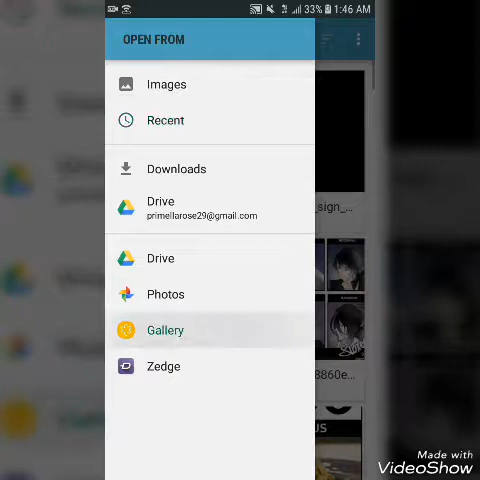 33% 1:46 AM
OPEN FROM
Images
Recent
Downloads
Drive
primellarose29@gmail.com
Drive
Photos
Gallery
Zedge
_sign_...
8860e...
US
Made with
VideoShow